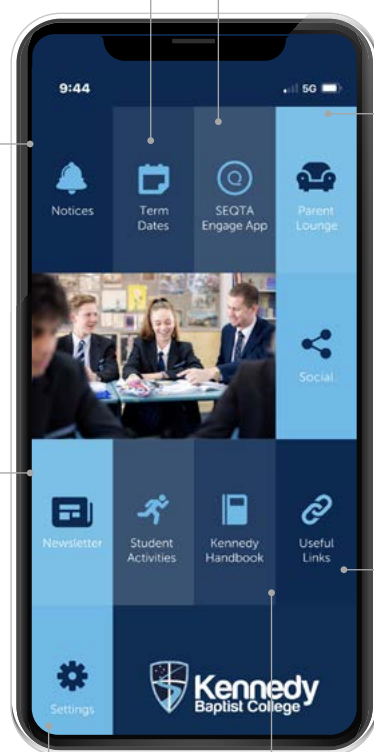 9:44
5G
Notices
Term
Dates
SEQTA
Engage App
Parent
Lounge
Social
Newsletter
Student
Activities
Kennedy
Handbook
Useful
Links
Settings
Kennedy
Baptist College